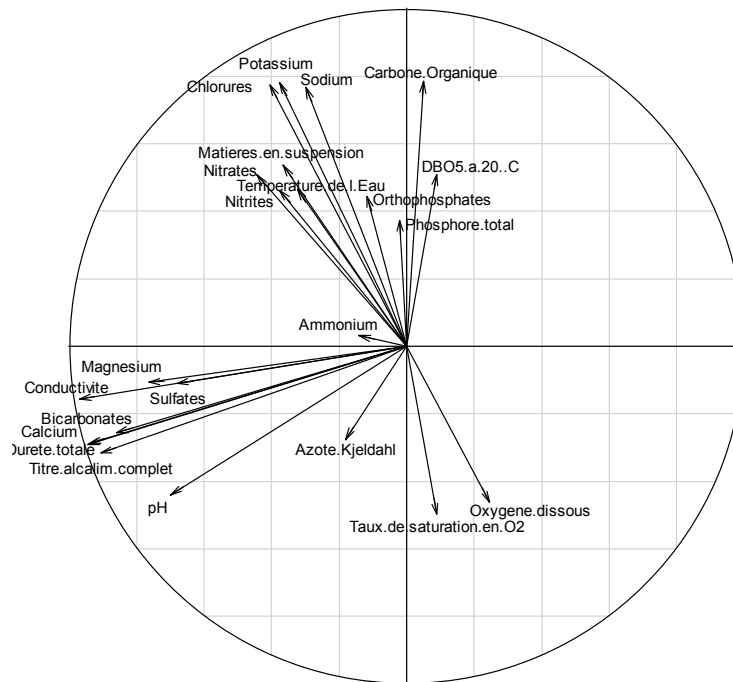 Potassium
Carbone.Organique
Chlorures
Sodium
Matieres.en.suspension
DBO5.a.20..C
Nitrates
Temperature.de.l.Eau
Nitrites
Orthophosphates
Phosphore.total
Ammonium
Magnesium
Conductivite
Sulfates
Bicarbonates
Calcium
Durete.totale
Azote.Kjeldahl
Titre.alcalim.complet
pH
Oxygene.dissous
Taux.de.saturation.en.O2